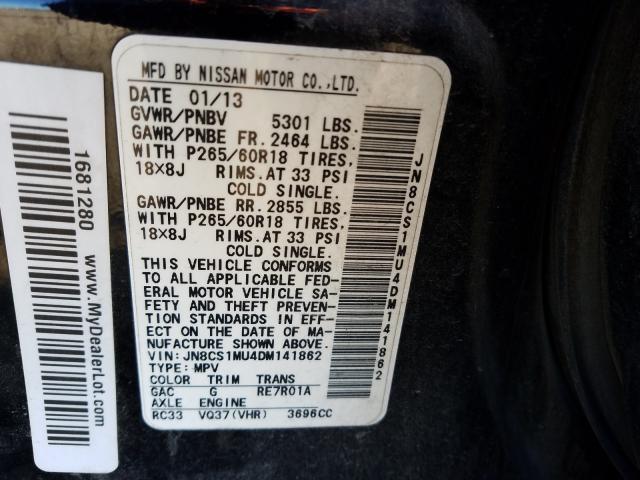 MFD BY NISSAN MOTOR CO.,LTD.
DATE 01/13
GVWR/PNBV 5301 LBS.
GAWR/PNBE FR. 2464 LBS.
WITH P265/60R18 TIRES,
18×8J RIMS.AT 33 PSI
COLD SINGLE.
GAWR/PNBE RR. 2855 LBS.
WITH P265/60R18 TIRES,
18×8J RIMS.AT 33 PSI
COLD SINGLE.
THIS VEHICLE CONFORMS
TO ALL APPLICABLE FED-
ERAL MOTOR VEHICLE SA-
FETY AND THEFT PREVEN-
TION STANDARDS IN EFF-
ECT ON THE DATE OF MA-
NUFACTURE SHOWN ABOVE.
VIN: JN8CS1MU4DM141862
TYPE: MPV
COLOR TRIM TRANS
GAC G RE7R01A
AXLE ENGINE
RC33 VQ37(VHR) 3696CC
JN8CS1MU4DM141862
1681280
www.MyDealerLot.com